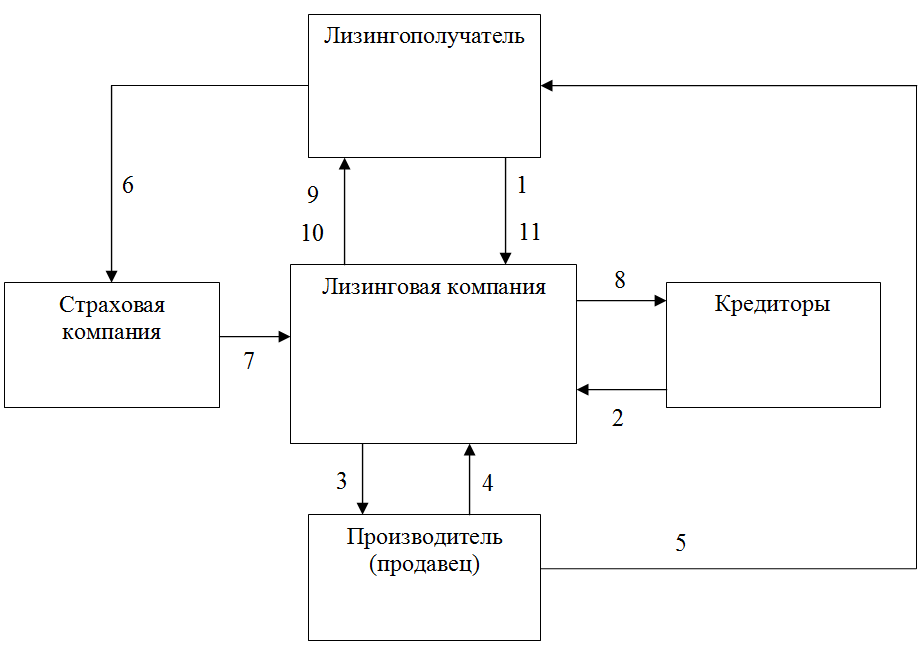 Лизингополучатель
6
9
1
10
11
Страховая
компания
Лизинговая компания
8
Кредиторы
7
2
3
4
Производитель
(продавец)
5